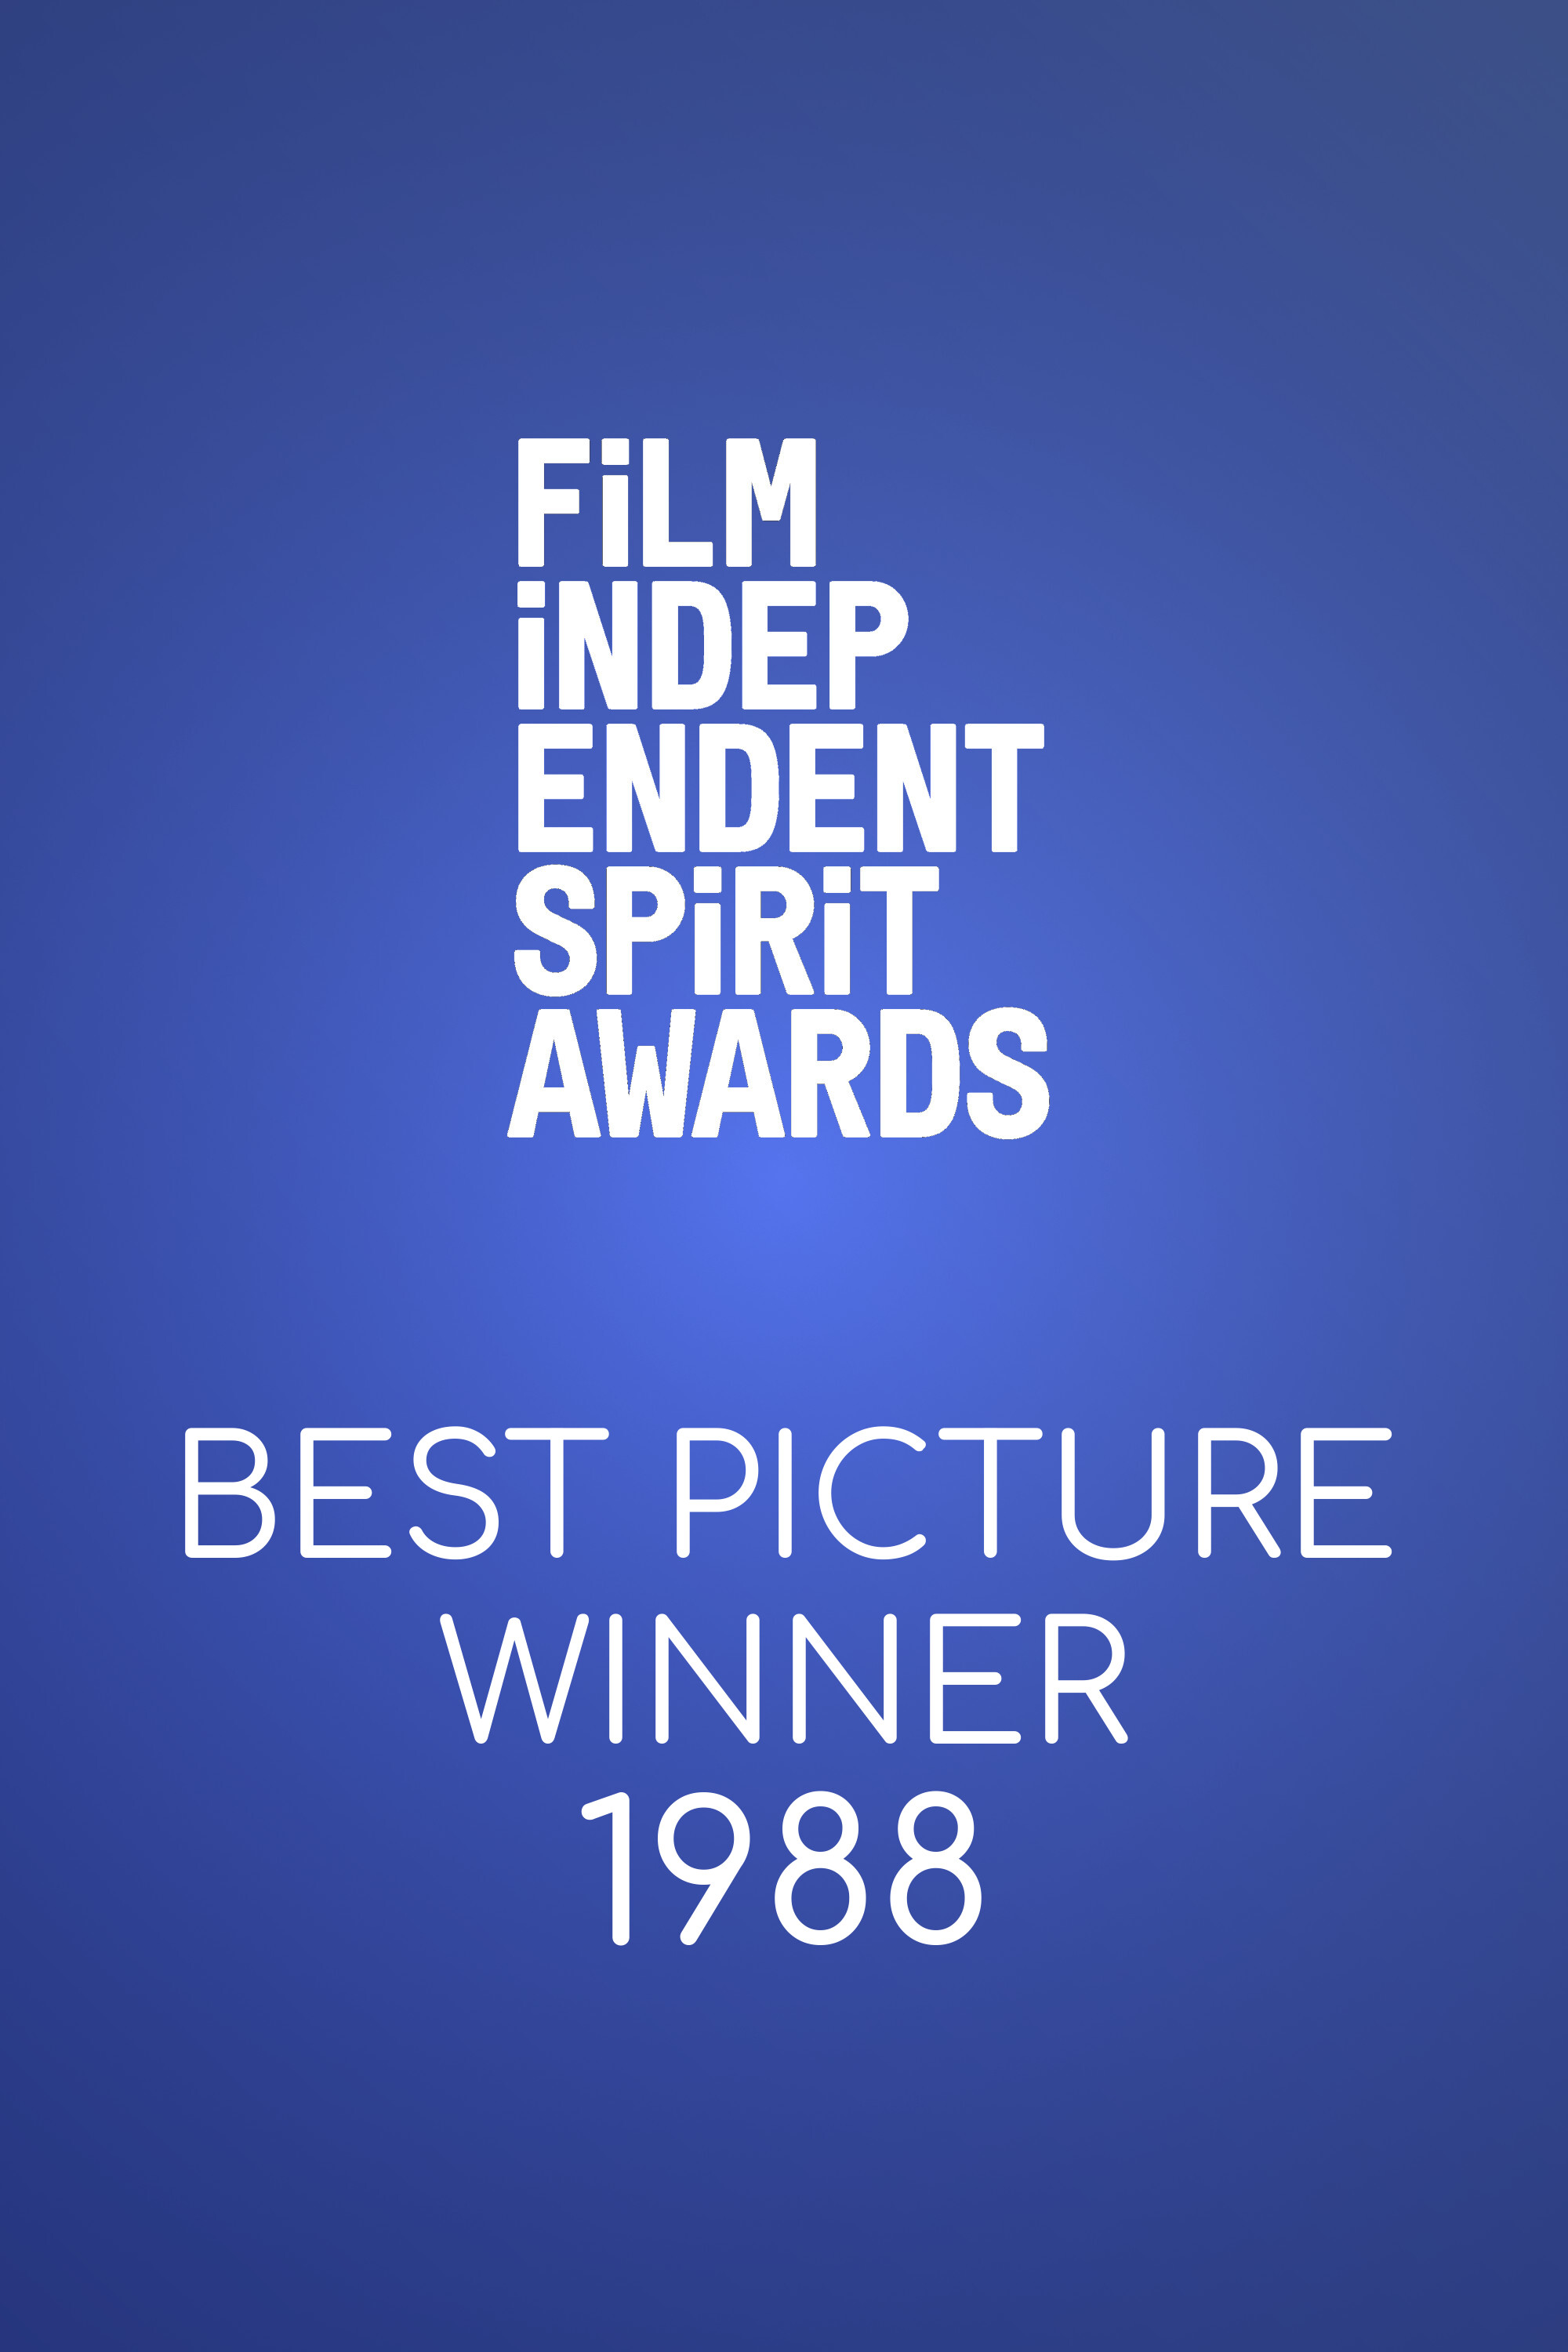 FiLM
iNDEP
ENDENT
SPiRiT
AWARDS
BEST PICTURE
WINNER
1988